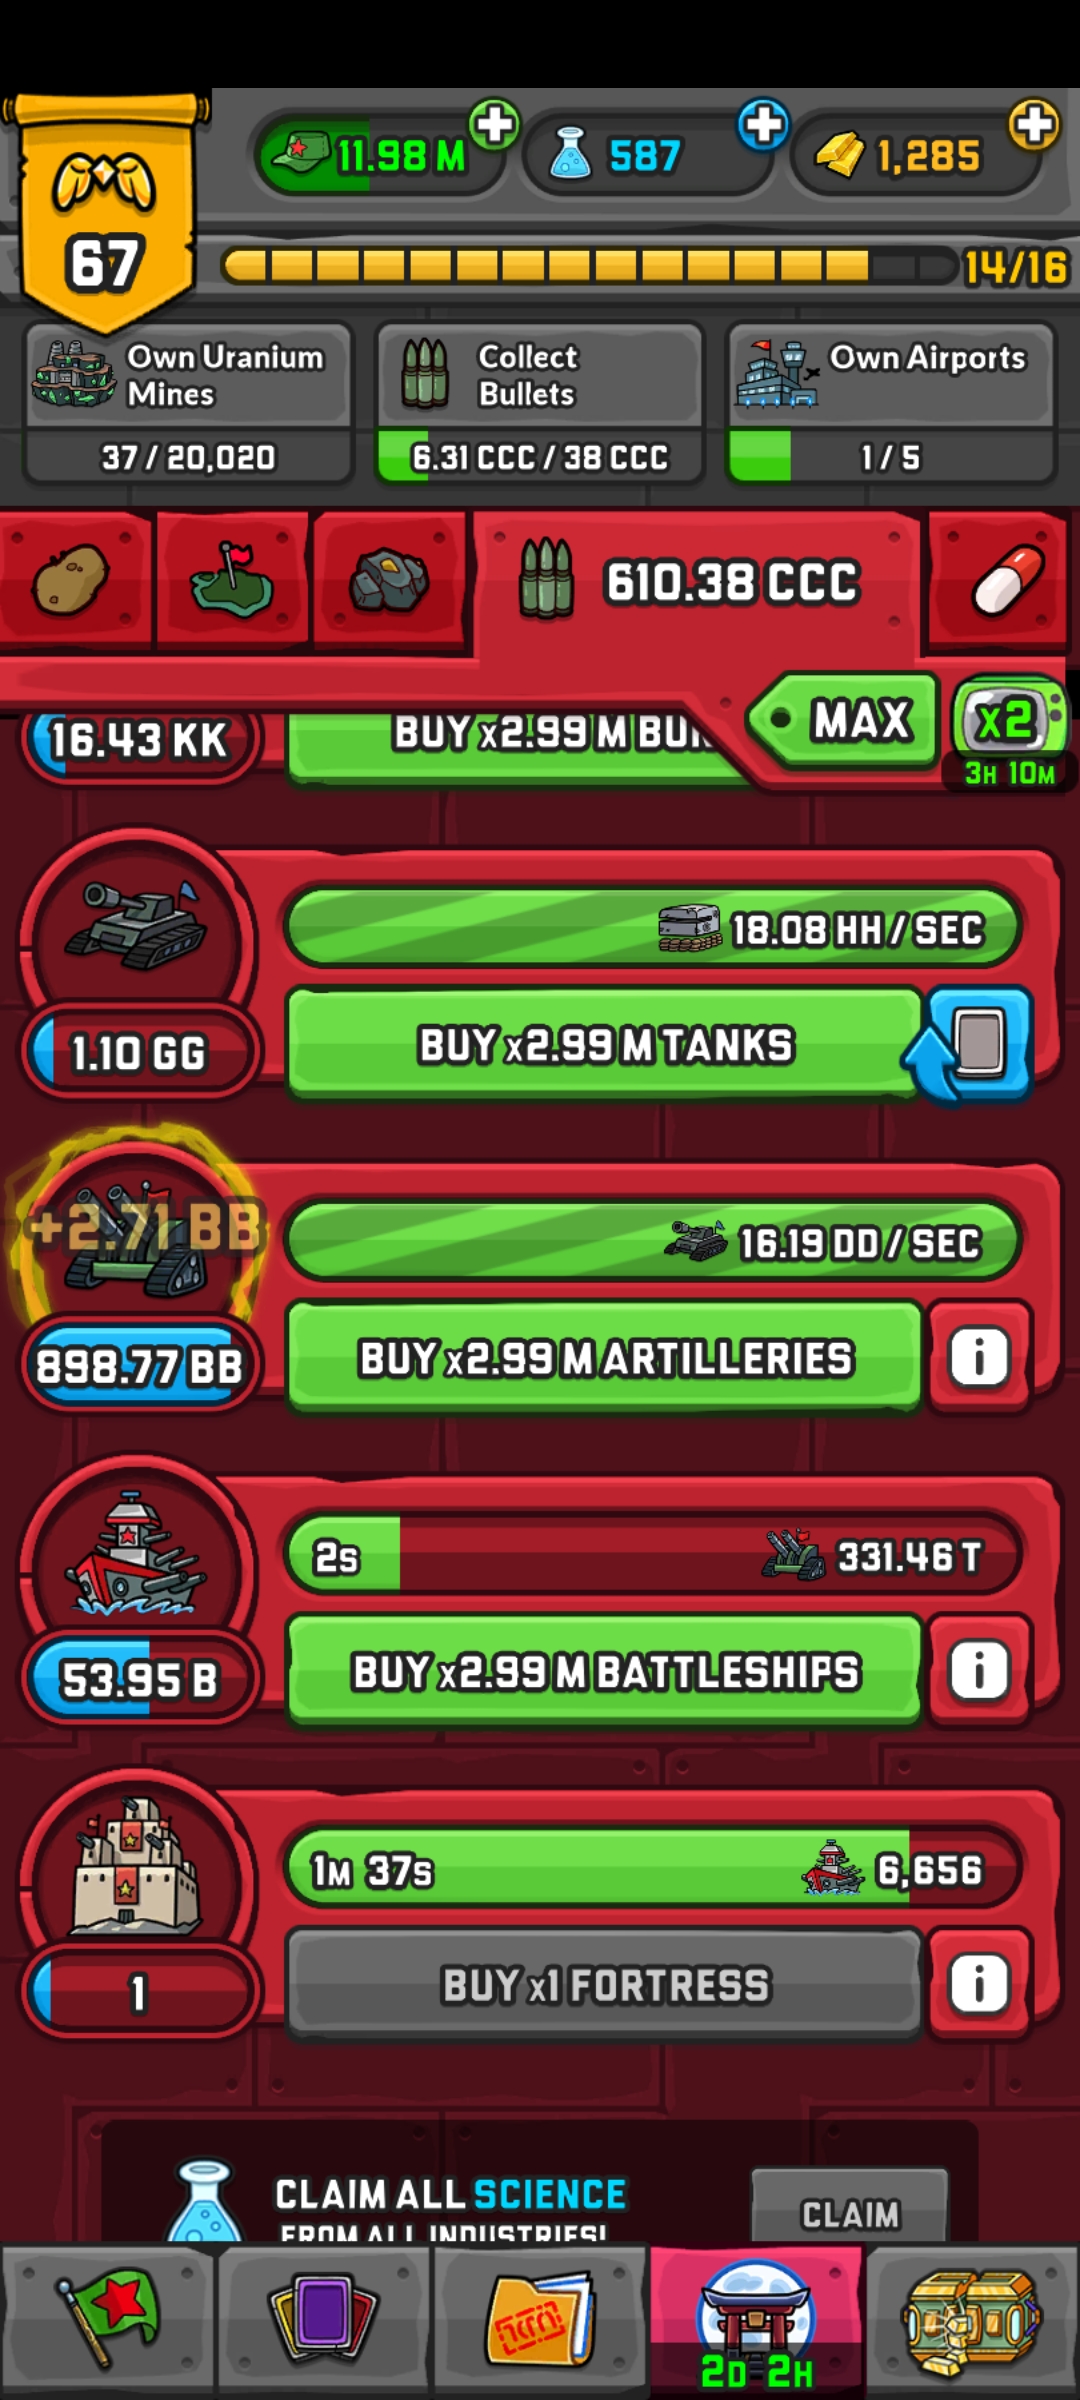 11.98 M
587
1,285
67
14/16
Own Uranium
Mines
37 / 20,020
Collect
Bullets
6.31 CCC / 38 CCC
Own Airports
1 / 5
610.38 CCC
MAX
x2
3H 10M
16.43 KK
BUY x2.99 M
18.08 HH / SEC
1.10 GG
BUY x2.99 M TANKS
+2.71 BB
16.19 DD / SEC
898.77 BB
BUY x2.99 M ARTILLERIES
i
2S
331.46 T
53.95 B
BUY x2.99 M BATTLESHIPS
i
1M 37S
6,656
1
BUY x1 FORTRESS
i
CLAIM ALL SCIENCE
FROM ALL INDUSTRIES!
CLAIM
2D 2H